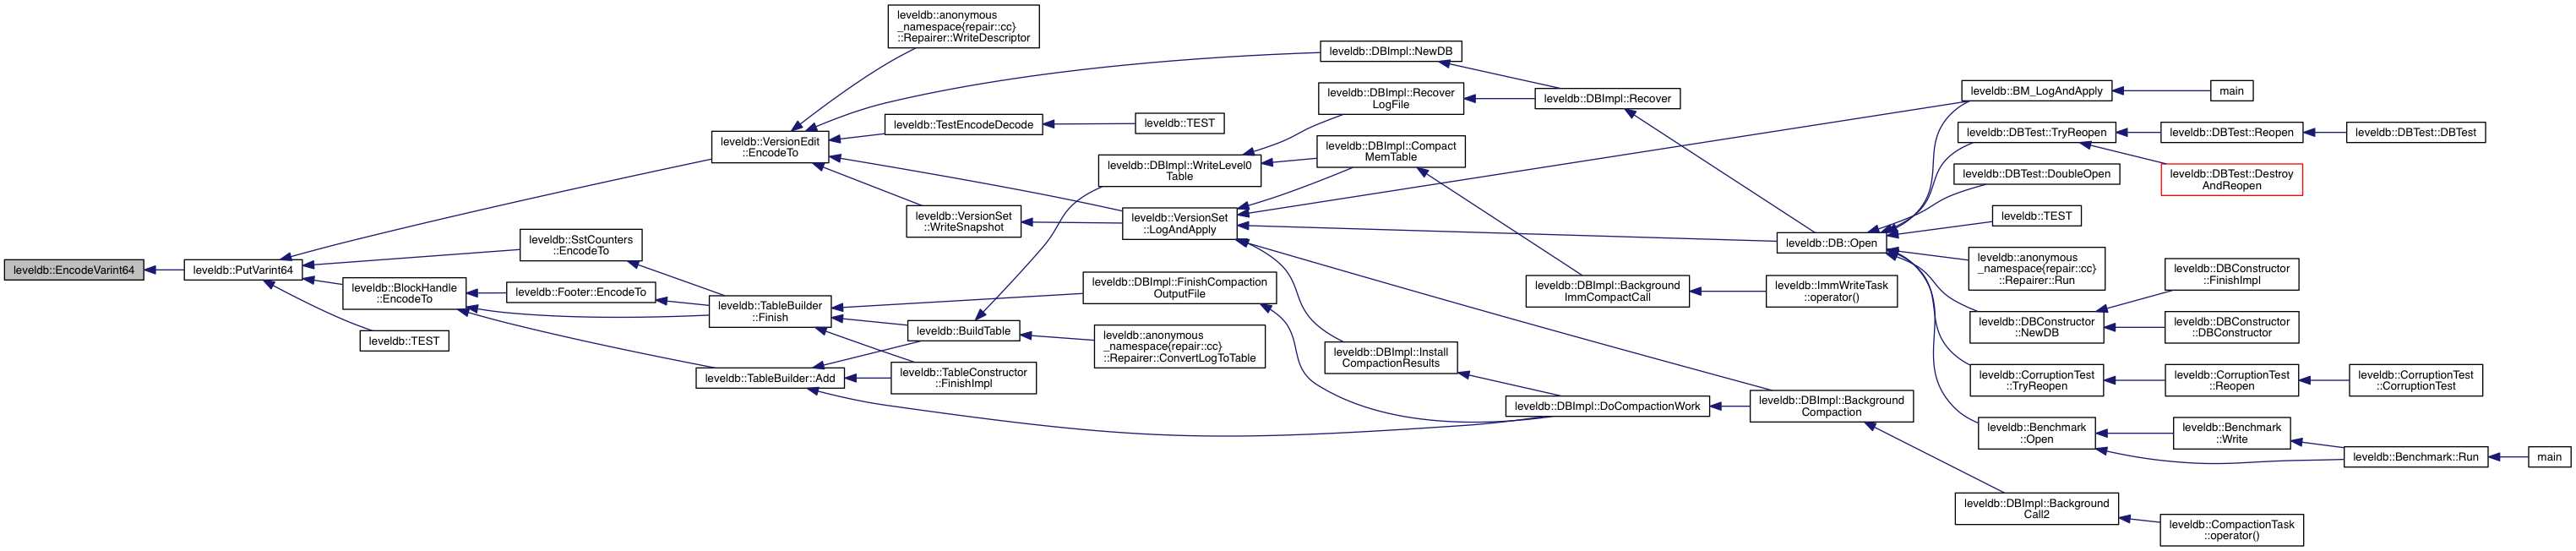 leveldb::EncodeVarint64
leveldb::PutVarint64
leveldb::VersionEdit
::EncodeTo
leveldb::SstCounters
::EncodeTo
leveldb::BlockHandle
::EncodeTo
leveldb::TEST
leveldb::Footer::EncodeTo
leveldb::TableBuilder
::Finish
leveldb::TableBuilder::Add
leveldb::anonymous
_namespace{repair::cc}
::Repairer::WriteDescriptor
leveldb::TestEncodeDecode
leveldb::TEST
leveldb::VersionSet
::WriteSnapshot
leveldb::BuildTable
leveldb::TableConstructor
::FinishImpl
leveldb::DBImpl::WriteLevel0
Table
leveldb::VersionSet
::LogAndApply
leveldb::DBImpl::FinishCompaction
OutputFile
leveldb::anonymous
_namespace{repair::cc}
::Repairer::ConvertLogToTable
leveldb::DBImpl::NewDB
leveldb::DBImpl::Recover
LogFile
leveldb::DBImpl::Compact
MemTable
leveldb::DBImpl::Install
CompactionResults
leveldb::DBImpl::Recover
leveldb::DBImpl::Background
ImmCompactCall
leveldb::DBImpl::DoCompactionWork
leveldb::DB::Open
leveldb::ImmWriteTask
::operator()
leveldb::DBImpl::Background
Compaction
leveldb::BM_LogAndApply
main
leveldb::DBTest::TryReopen
leveldb::DBTest::Reopen
leveldb::DBTest::DBTest
leveldb::DBTest::DoubleOpen
leveldb::DBTest::Destroy
AndReopen
leveldb::TEST
leveldb::anonymous
_namespace{repair::cc}
::Repairer::Run
leveldb::DBConstructor
::NewDB
leveldb::DBConstructor
::FinishImpl
leveldb::DBConstructor
::DBConstructor
leveldb::CorruptionTest
::TryReopen
leveldb::CorruptionTest
::Reopen
leveldb::CorruptionTest
::CorruptionTest
leveldb::Benchmark
::Open
leveldb::Benchmark
::Write
leveldb::Benchmark::Run
main
leveldb::DBImpl::Background
Call2
leveldb::CompactionTask
::operator()